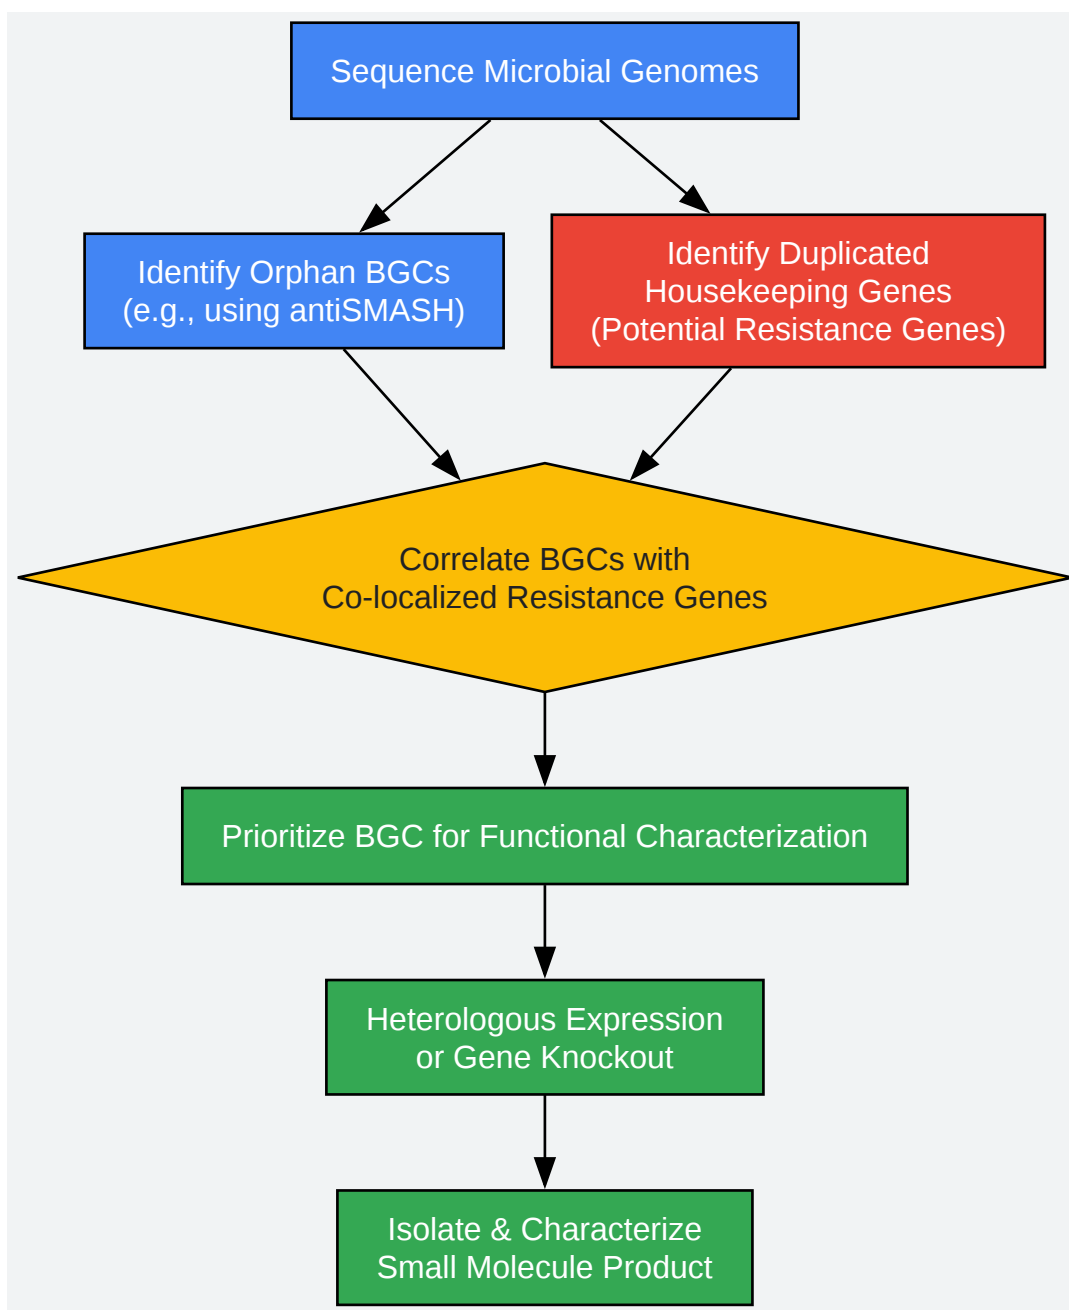 Sequence Microbial Genomes
Identify Orphan BGCs
(e.g., using antiSMASH)
Identify Duplicated
Housekeeping Genes
(Potential Resistance Genes)
Correlate BGCs with
Co-localized Resistance Genes
Prioritize BGC for Functional Characterization
Heterologous Expression
or Gene Knockout
Isolate & Characterize
Small Molecule Product